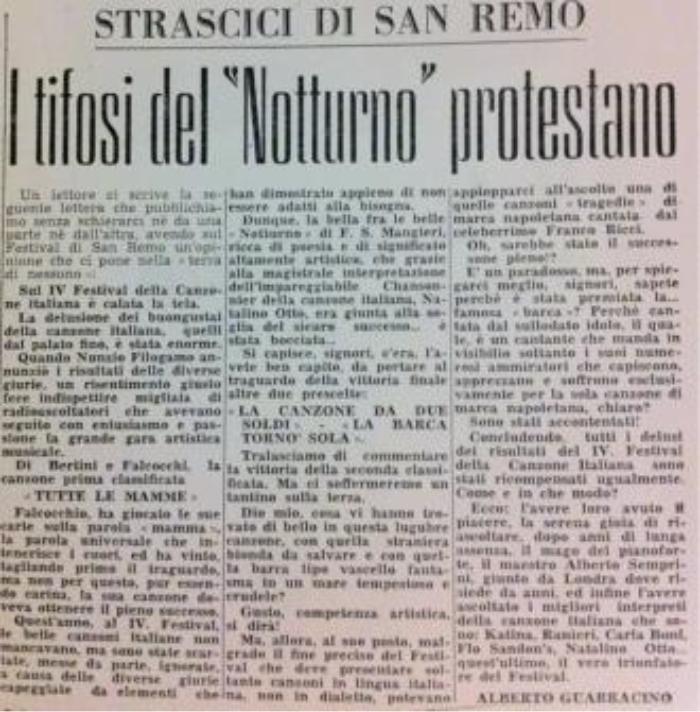 STRASCICI DI SAN REMO
I tifosi del "Notturno" protestano
Un lettore ci scrive la se-
guente lettera che pubblichia-
mo senza schierarci nè da una
parte nè dall'altra, avendo sul
Festival di San Remo un'opi-
nione che ci pone nella « terra
di nessuno »:
Sul IV Festival della Canzo-
ne italiana è calata la tela.
La delusione dei buongustai
della canzone italiana, quelli
dal palato fino, è stata enorme.
Quando Nunzio Filogamo an-
nunziò i risultati delle diverse
giurie, un risentimento giusto
fece indispettire migliaia di
radioascoltatori che avevano
seguito con entusiasmo e pas-
sione la grande gara artistica
musicale.
Di Bertini e Falcocchi, la
canzone prima classificata
« TUTTE LE MAMME »
Falcocchio, ha giocato le sue
carte sulla parola « mamma »,
la parola universale che in-
tenerisce i cuori, ed ha vinto,
tagliando primo il traguardo,
ma non per questo, pur essen-
do carina, la sua canzone do-
veva ottenere il pieno successo.
Quest'anno, al IV. Festival,
le belle canzoni italiane non
mancavano, ma sono state scar-
tate, messe da parte, ignorate,
a causa delle diverse giurie
capeggiate da elementi che
han dimostrato appieno di non
essere adatti alla bisogna.
Dunque, la bella fra le belle
« Notturno » di F. S. Mangieri,
ricca di poesia e di significato
altamente artistico, che grazie
alla magistrale interpretazione
dell'impareggiabile Chanson-
nier della canzone italiana, Na-
talino Otto, era giunta alla so-
glia del sicuro successo.. è
stata bocciata..
Si capisce, signori, c'era, l'a-
vete ben capito, da portare al
traguardo della vittoria finale
altre due prescelte:
« LA CANZONE DA DUE
SOLDI » - « LA BARCA
TORNO' SOLA ».
Tralasciamo di commentare
la vittoria della seconda classi-
ficata. Ma ci soffermeremo un
tantino sulla terza.
Dio mio, cosa vi hanno tro-
vato di bello in questa lugubre
canzone, con quella straniera
bionda da salvare e con quel-
la barca tipo vascello fanta-
sma in un mare tempestoso e
crudele?
Gusto, competenza artistica,
si dirà!
Ma, allora, al suo posto, mal-
grado il fine preciso del Festi-
val che deve presentare sol-
tanto canzoni in lingua italia-
na, non in dialetto, potevano
appiopparci all'ascolto una di
quelle canzoni « tragedie » di
marca napoletana cantata dal
celeberrimo Franco Ricci.
Oh, sarebbe stato il succes-
sone pieno!?
E' un paradosso, ma, per spie-
garci meglio, signori, sapete
perchè è stata premiata la...
famosa « barca »? Perchè can-
tata dal sullodato idolo, il qua-
le, è un cantante che manda in
visibilio soltanto i suoi nume-
rosi ammiratori che capiscono,
apprezzano e soffrono esclusi-
vamente per la sola canzone di
marca napoletana, chiaro?
Sono stati accontentati!
Concludendo, tutti i delusi
dei risultati del IV. Festival
della Canzone Italiana sono
stati ricompensati ugualmente.
Come e in che modo?
Ecco: l'avere loro avuto il
piacere, la serena gioia di ri-
ascoltare, dopo anni di lunga
assenza, il mago del pianofor-
te, il maestro Alberto Sempri-
ni, giunto da Londra dove ri-
siede da anni, ed infine l'avere
ascoltato i migliori interpreti
della canzone italiana che so-
no: Katina, Ranieri, Carla Boni,
Flo Sandon's, Natalino Otto..
quest'ultimo, il vero trionfato-
re del Festival.
ALBERTO GUARRACINO